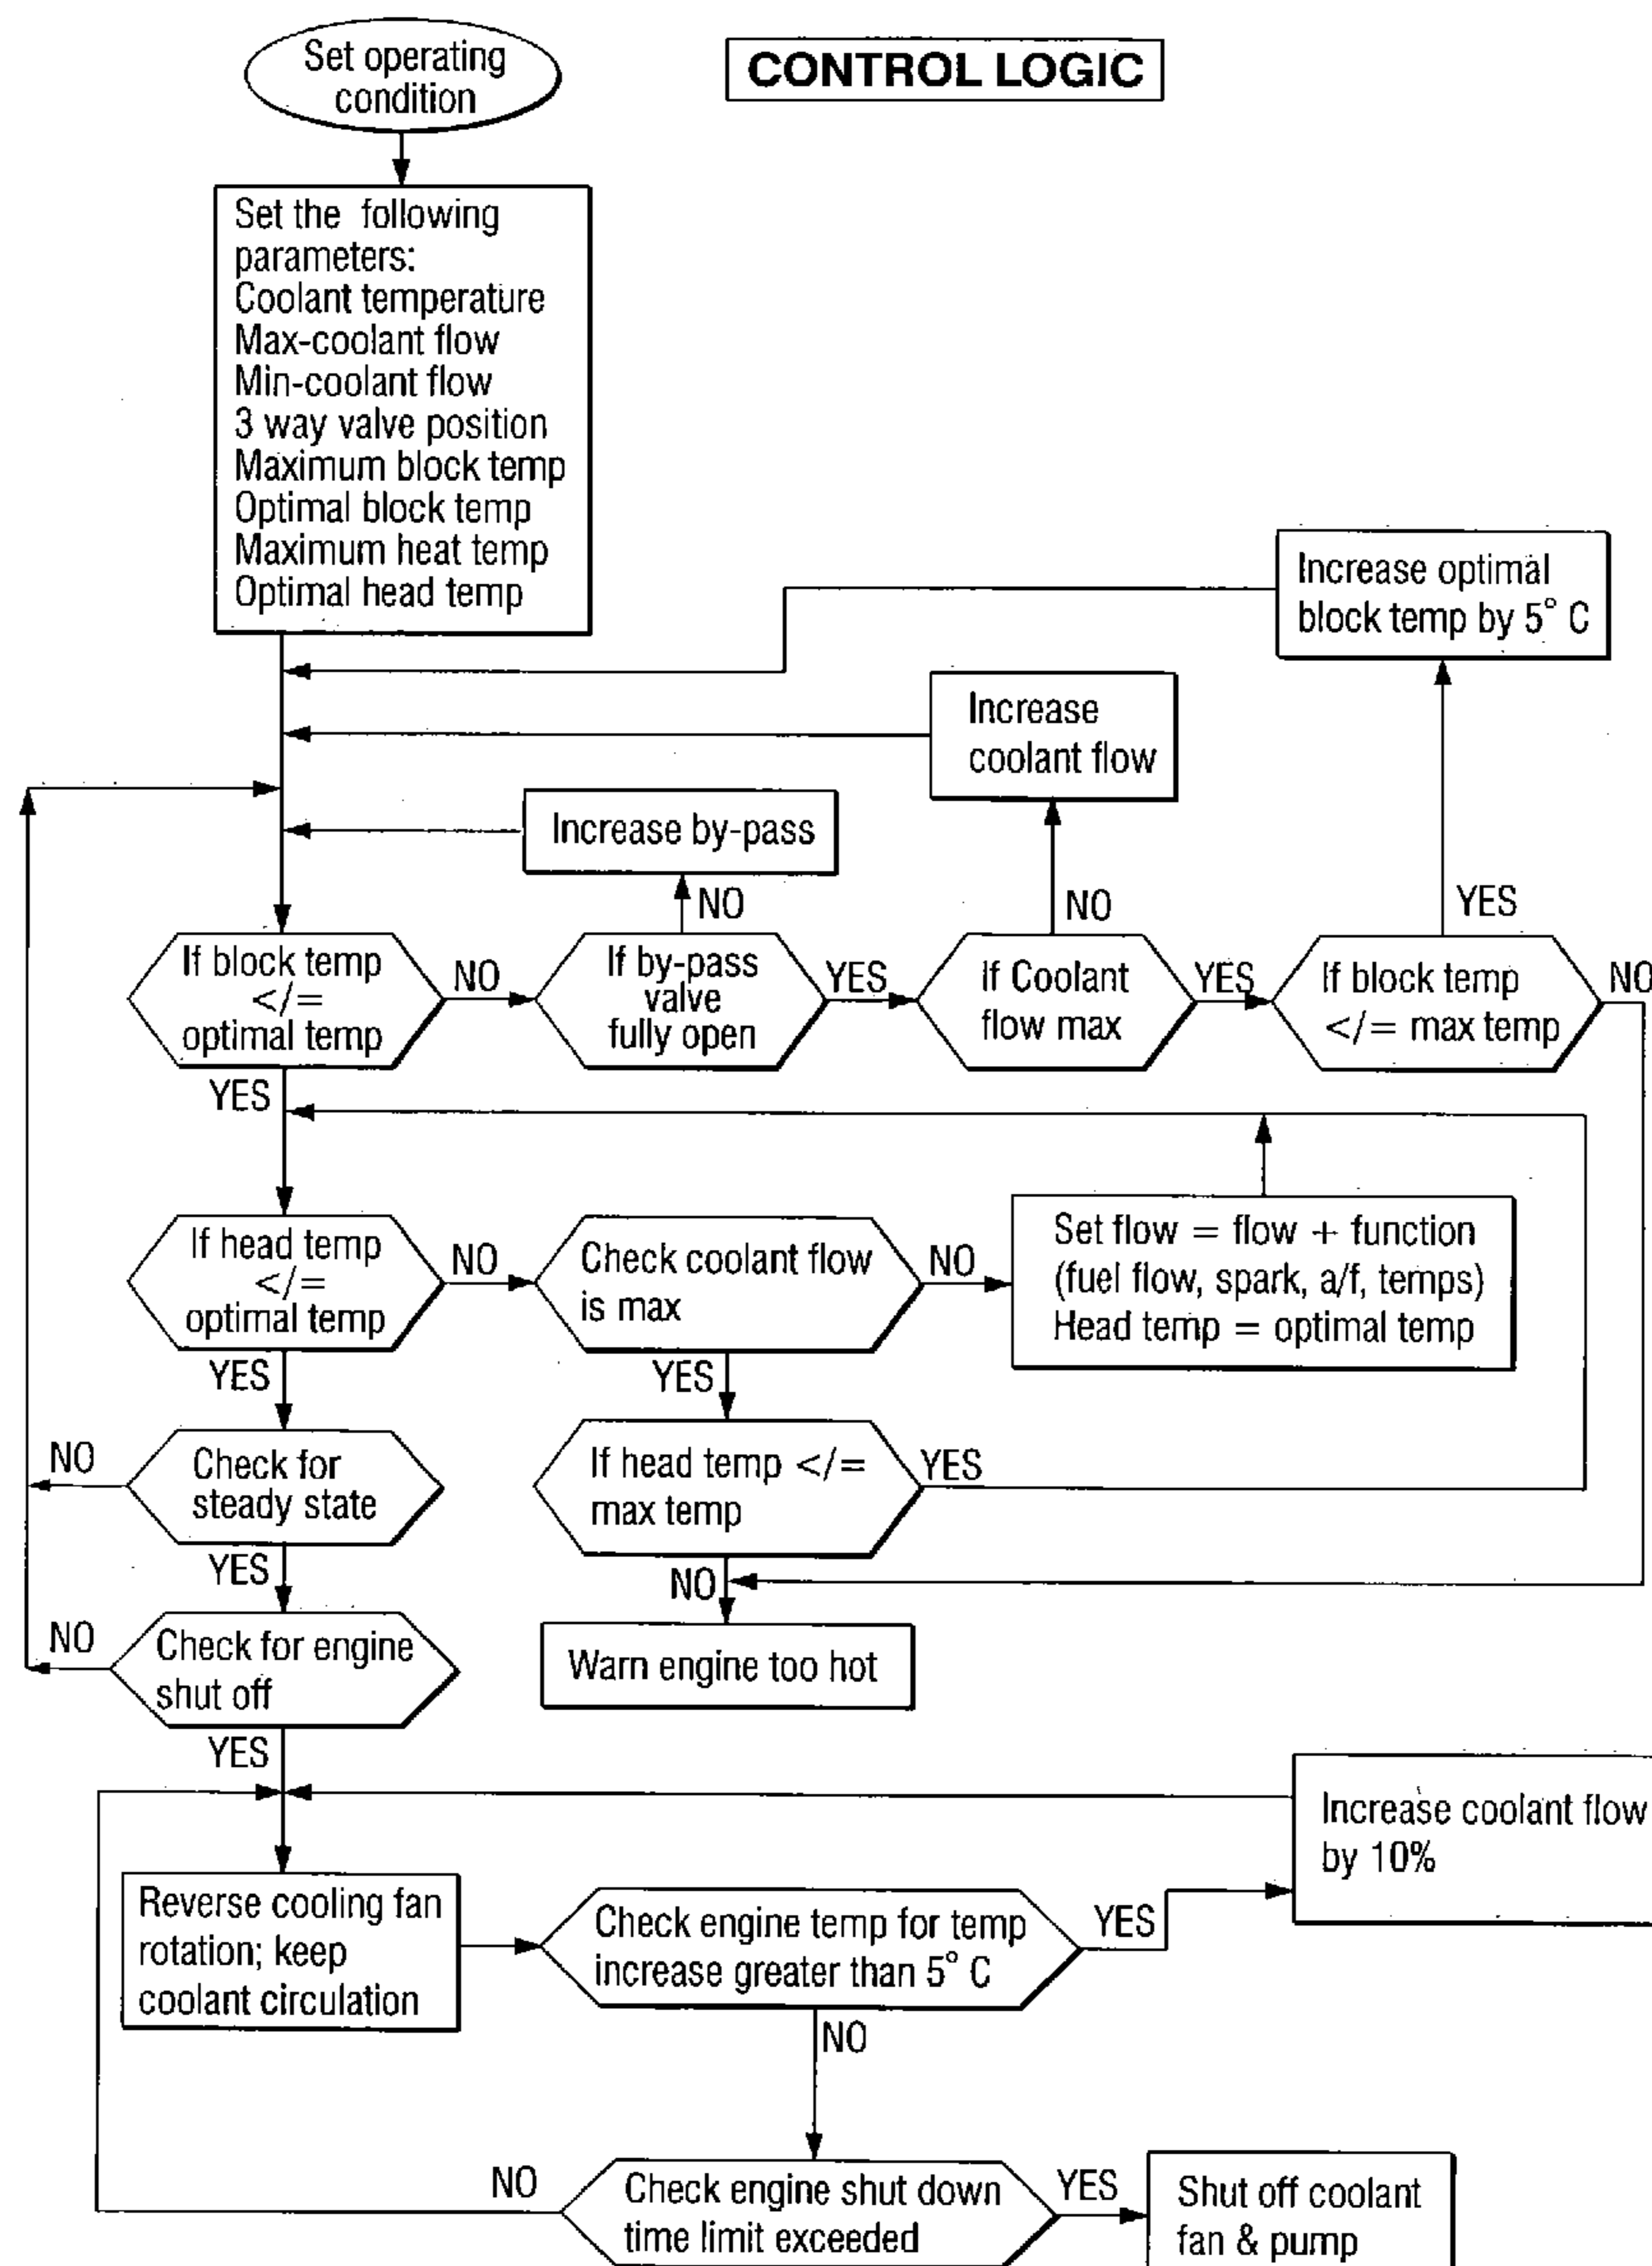 Set operating
condition
CONTROL LOGIC
Set the following
parameters:
Coolant temperature
Max-coolant flow
Min-coolant flow
3 way valve position
Maximum block temp
Optimal block temp
Maximum heat temp
Optimal head temp
Increase optimal
block temp by 5° C
Increase
coolant flow
Increase by-pass
NO
NO
YES
If block temp
</=
optimal temp
NO
If by-pass
valve
fully open
YES
If Coolant
flow max
YES
If block temp
</= max temp
NO
YES
If head temp
</=
optimal temp
NO
Check coolant flow
is max
NO
Set flow = flow + function
(fuel flow, spark, a/f, temps)
Head temp = optimal temp
YES
YES
NO
Check for
steady state
If head temp </=
max temp
YES
YES
NO
NO
Check for engine
shut off
Warn engine too hot
YES
Increase coolant flow
by 10%
Reverse cooling fan
rotation; keep
coolant circulation
Check engine temp for temp
increase greater than 5° C
YES
NO
NO
Check engine shut down
time limit exceeded
YES
Shut off coolant
fan & pump